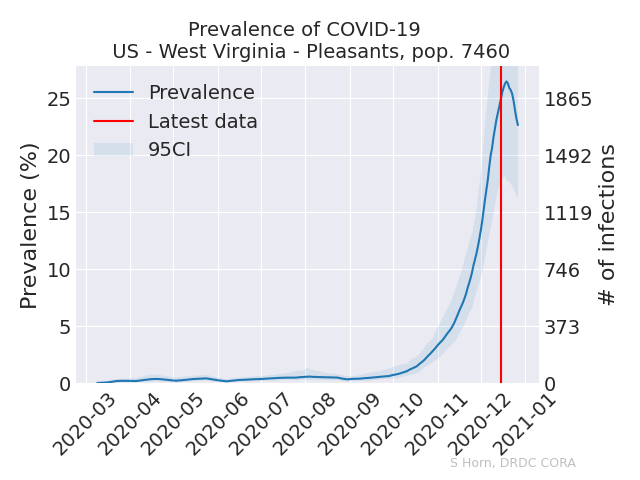 Prevalence of COVID-19
US - West Virginia - Pleasants, pop. 7460
Prevalence
Latest data
95CI
Prevalence (%)
25
20
15
10
5
0
1865
1492
1119
746
373
0
# of infections
2020-03
2020-04
2020-05
2020-06
2020-07
2020-08
2020-09
2020-10
2020-11
2020-12
2021-01
S Horn, DRDC CORA